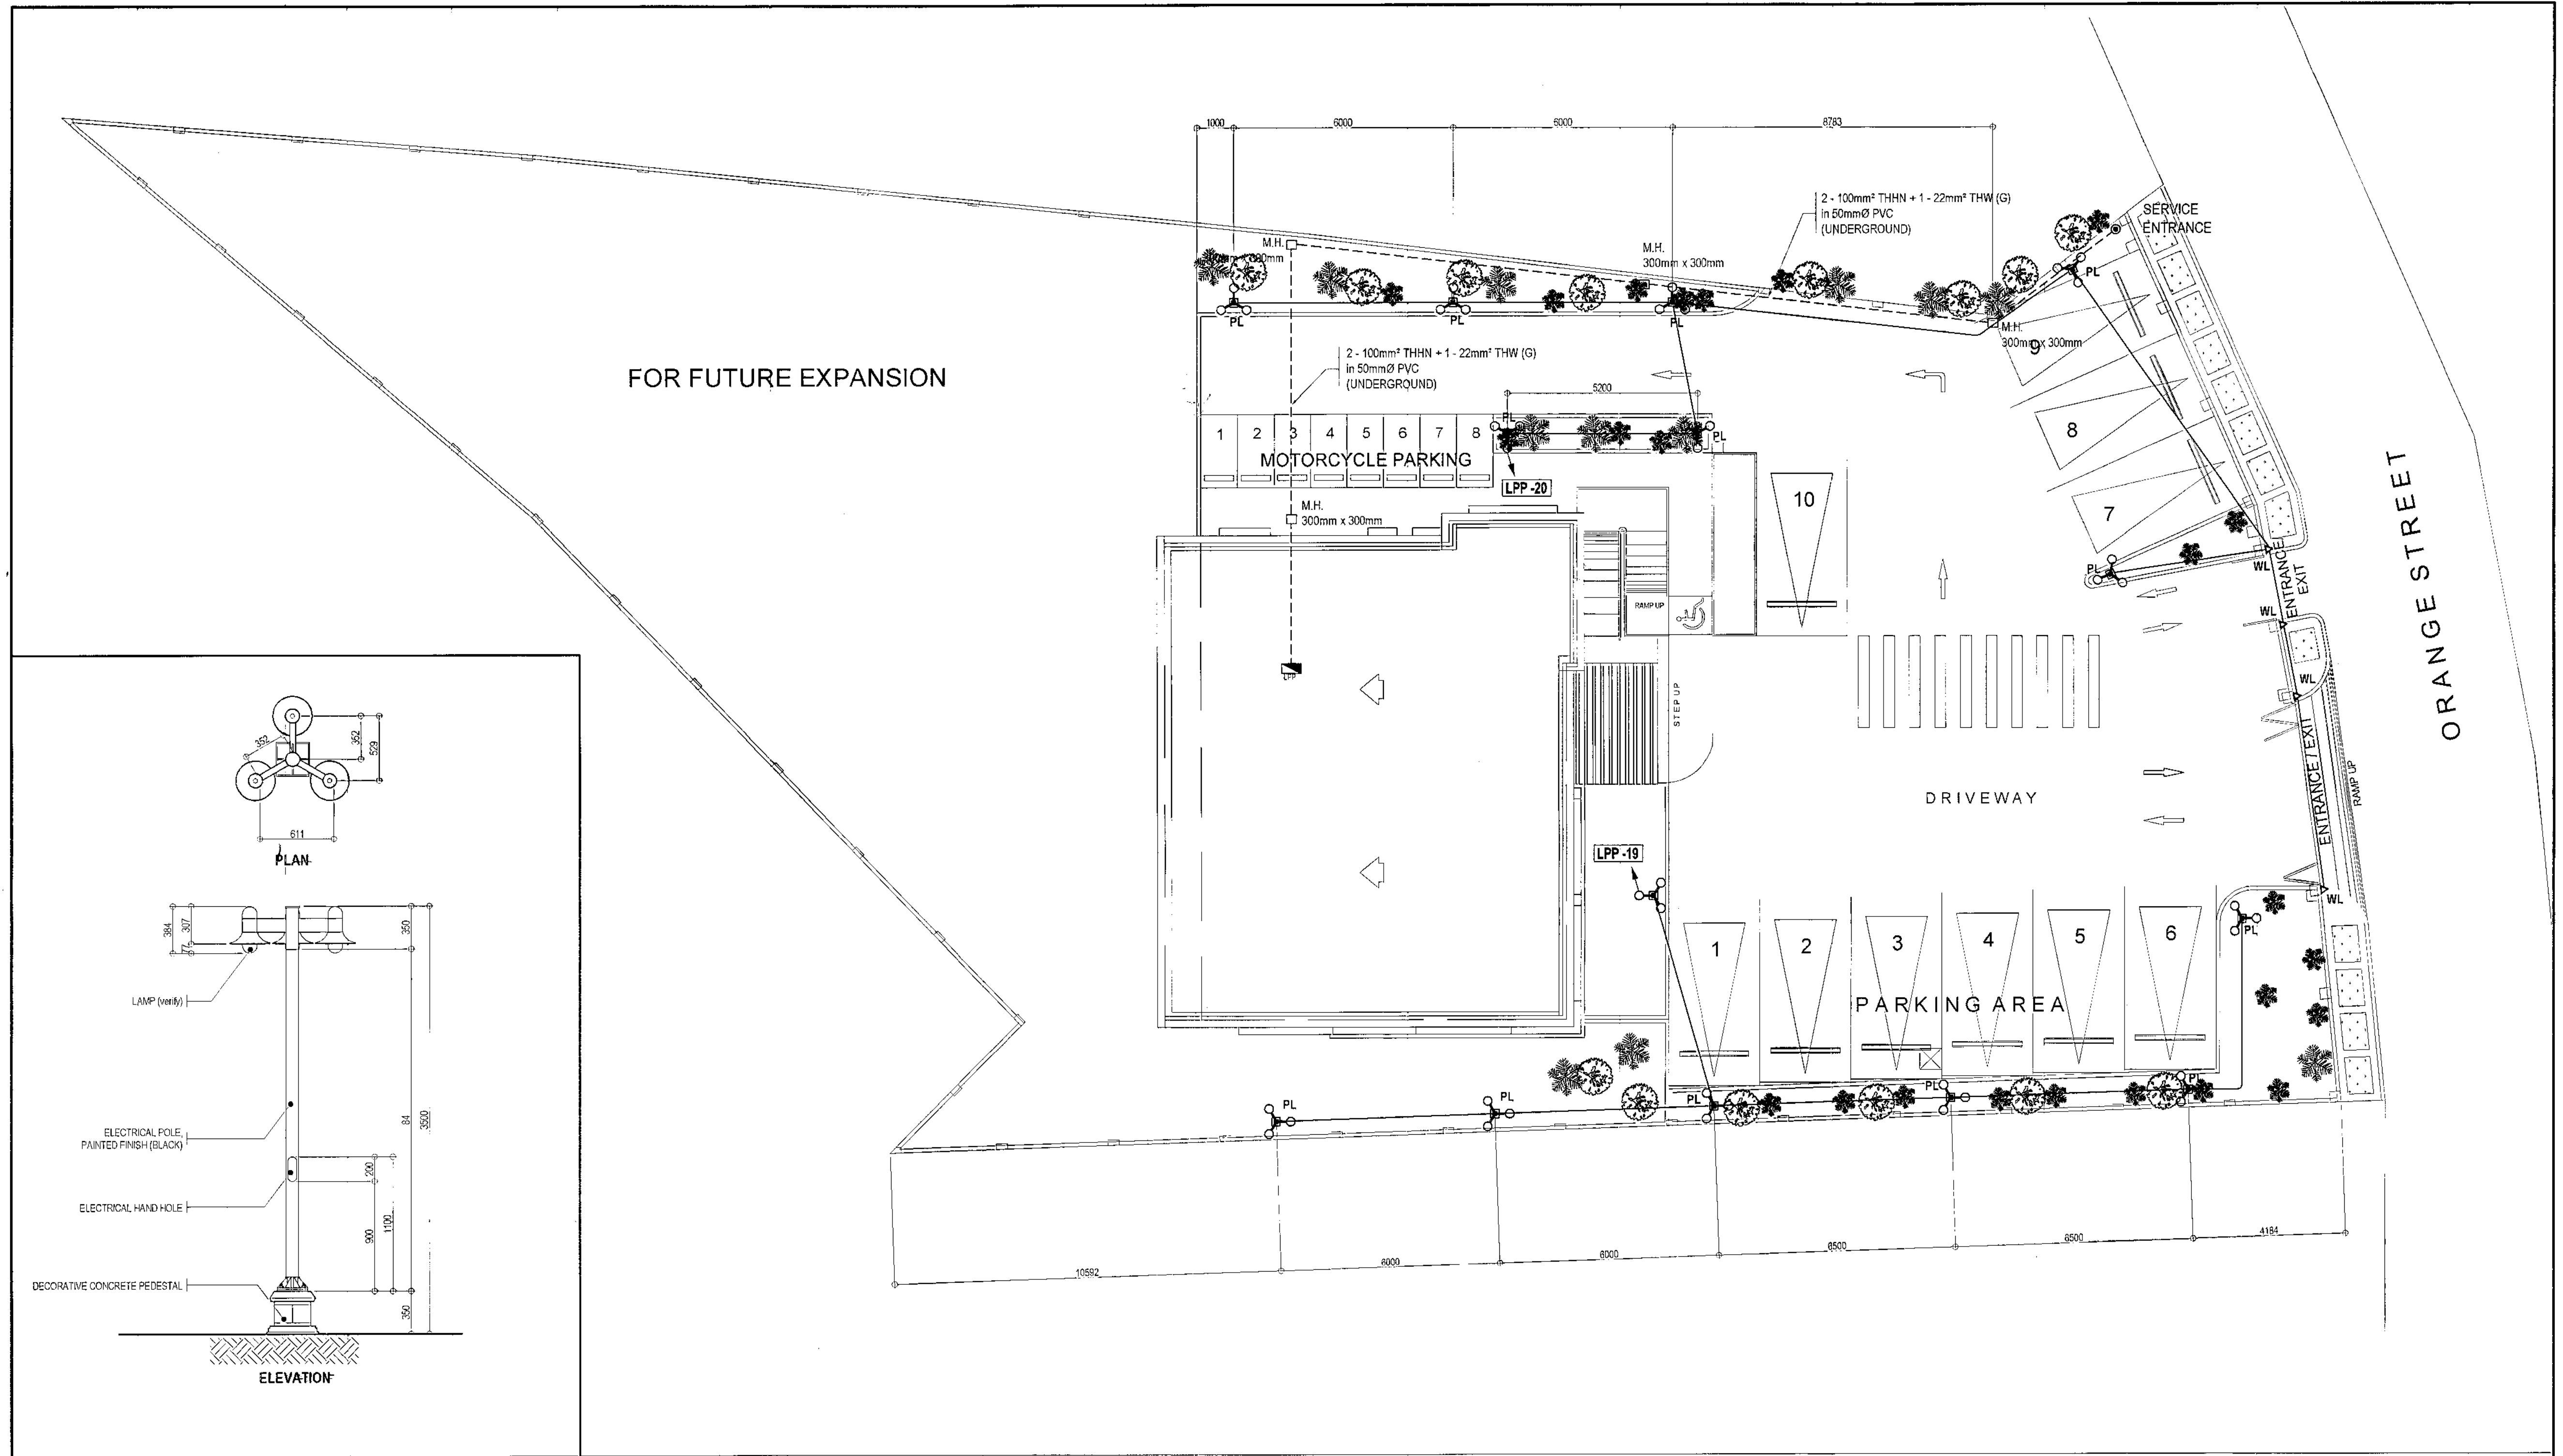 1000
6000
6000
8783
2 - 100mm² THHN + 1 - 22mm² THW (G)
in 50mmØ PVC
(UNDERGROUND)
SERVICE
ENTRANCE
M.H.
M.H.
300mm x 300mm
PL
PL
PL
PL
M.H.
300mm x 300mm
9
2 - 100mm² THHN + 1 - 22mm² THW (G)
in 50mmØ PVC
(UNDERGROUND)
FOR FUTURE EXPANSION
5200
PL
PL
1
2
3
4
5
6
7
8
MOTORCYCLE PARKING
LPP -20
M.H.
300mm x 300mm
10
8
7
PL
WL
ENTRANCE
EXIT
WL
WL
ENTRANCE / EXIT
RAMP UP
WL
ORANGE STREET
RAMP UP
LPP
STEP UP
DRIVEWAY
LPP -19
1
2
3
4
5
6
PL
PARKING AREA
PL
PL
PL
PL
PL
10592
6000
6000
6500
6500
4184
352
352
529
611
PLAN
384
307
77
350
LAMP (verify)
ELECTRICAL POLE,
PAINTED FINISH (BLACK)
84
3500
200
ELECTRICAL HAND HOLE
900
1100
DECORATIVE CONCRETE PEDESTAL
350
ELEVATION